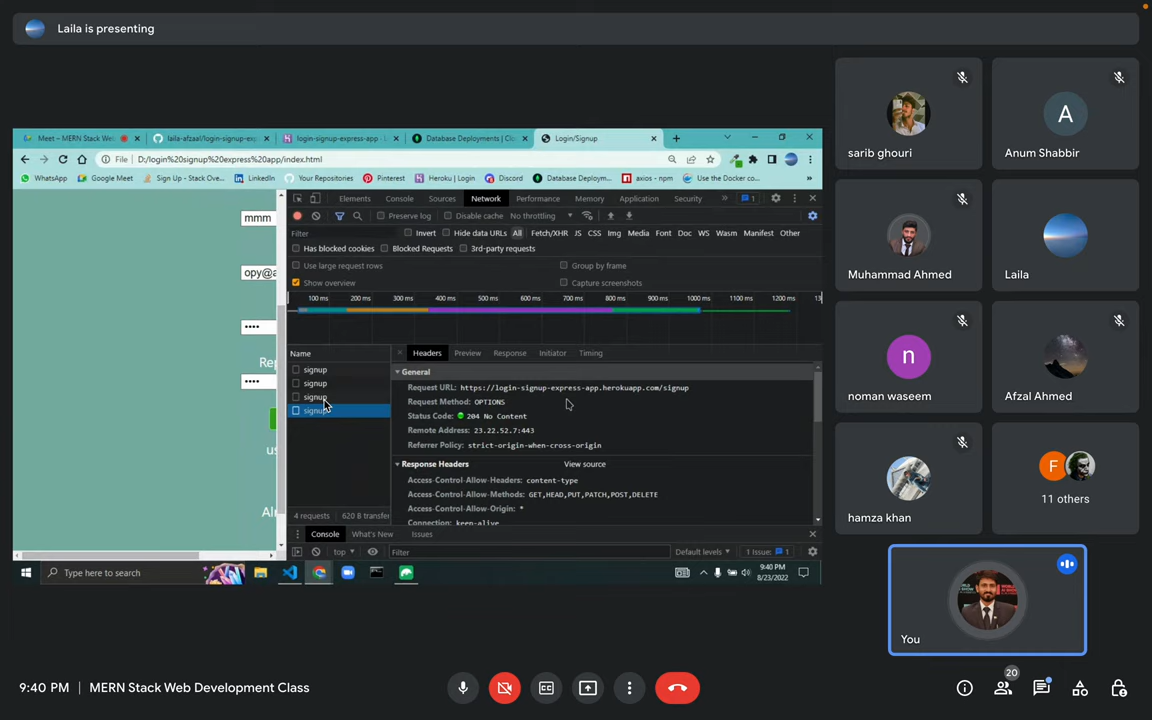 Laila is presenting
Meet – MERN Stack Web
laila-afzaal/login-signup-exp
login-signup-express-app
Database Deployments | Clo
Login/Signup
File | D:/login%20signup%20express%20app/index.html
WhatsApp
Google Meet
Sign Up - Stack Ove...
LinkedIn
Your Repositories
Pinterest
Heroku | Login
Discord
Database Deploym...
axios - npm
Use the Docker co...
»
mmm
opy@a
••••
Rep
••••
us
Alr
Elements
Console
Sources
Network
Performance
Memory
Application
Security
»
1
Preserve log
Disable cache
No throttling
Filter
Invert
Hide data URLs
All
Fetch/XHR
JS
CSS
Img
Media
Font
Doc
WS
Wasm
Manifest
Other
Has blocked cookies
Blocked Requests
3rd-party requests
Use large request rows
Group by frame
Show overview
Capture screenshots
100 ms
200 ms
300 ms
400 ms
500 ms
600 ms
700 ms
800 ms
900 ms
1000 ms
1100 ms
1200 ms
13
Name
signup
signup
signup
signup
4 requests
620 B transfer
Headers
Preview
Response
Initiator
Timing
General
Request URL: https://login-signup-express-app.herokuapp.com/signup
Request Method: OPTIONS
Status Code: 204 No Content
Remote Address: 23.22.52.7:443
Referrer Policy: strict-origin-when-cross-origin
Response Headers
View source
Access-Control-Allow-Headers: content-type
Access-Control-Allow-Methods: GET,HEAD,PUT,PATCH,POST,DELETE
Access-Control-Allow-Origin: *
Connection: keep-alive
Console
What's New
Issues
top
Filter
Default levels
1 Issue: 1
Type here to search
9:40 PM
8/23/2022
sarib ghouri
A
Anum Shabbir
Muhammad Ahmed
Laila
n
noman waseem
Afzal Ahmed
hamza khan
F
11 others
You
9:40 PM
MERN Stack Web Development Class
20